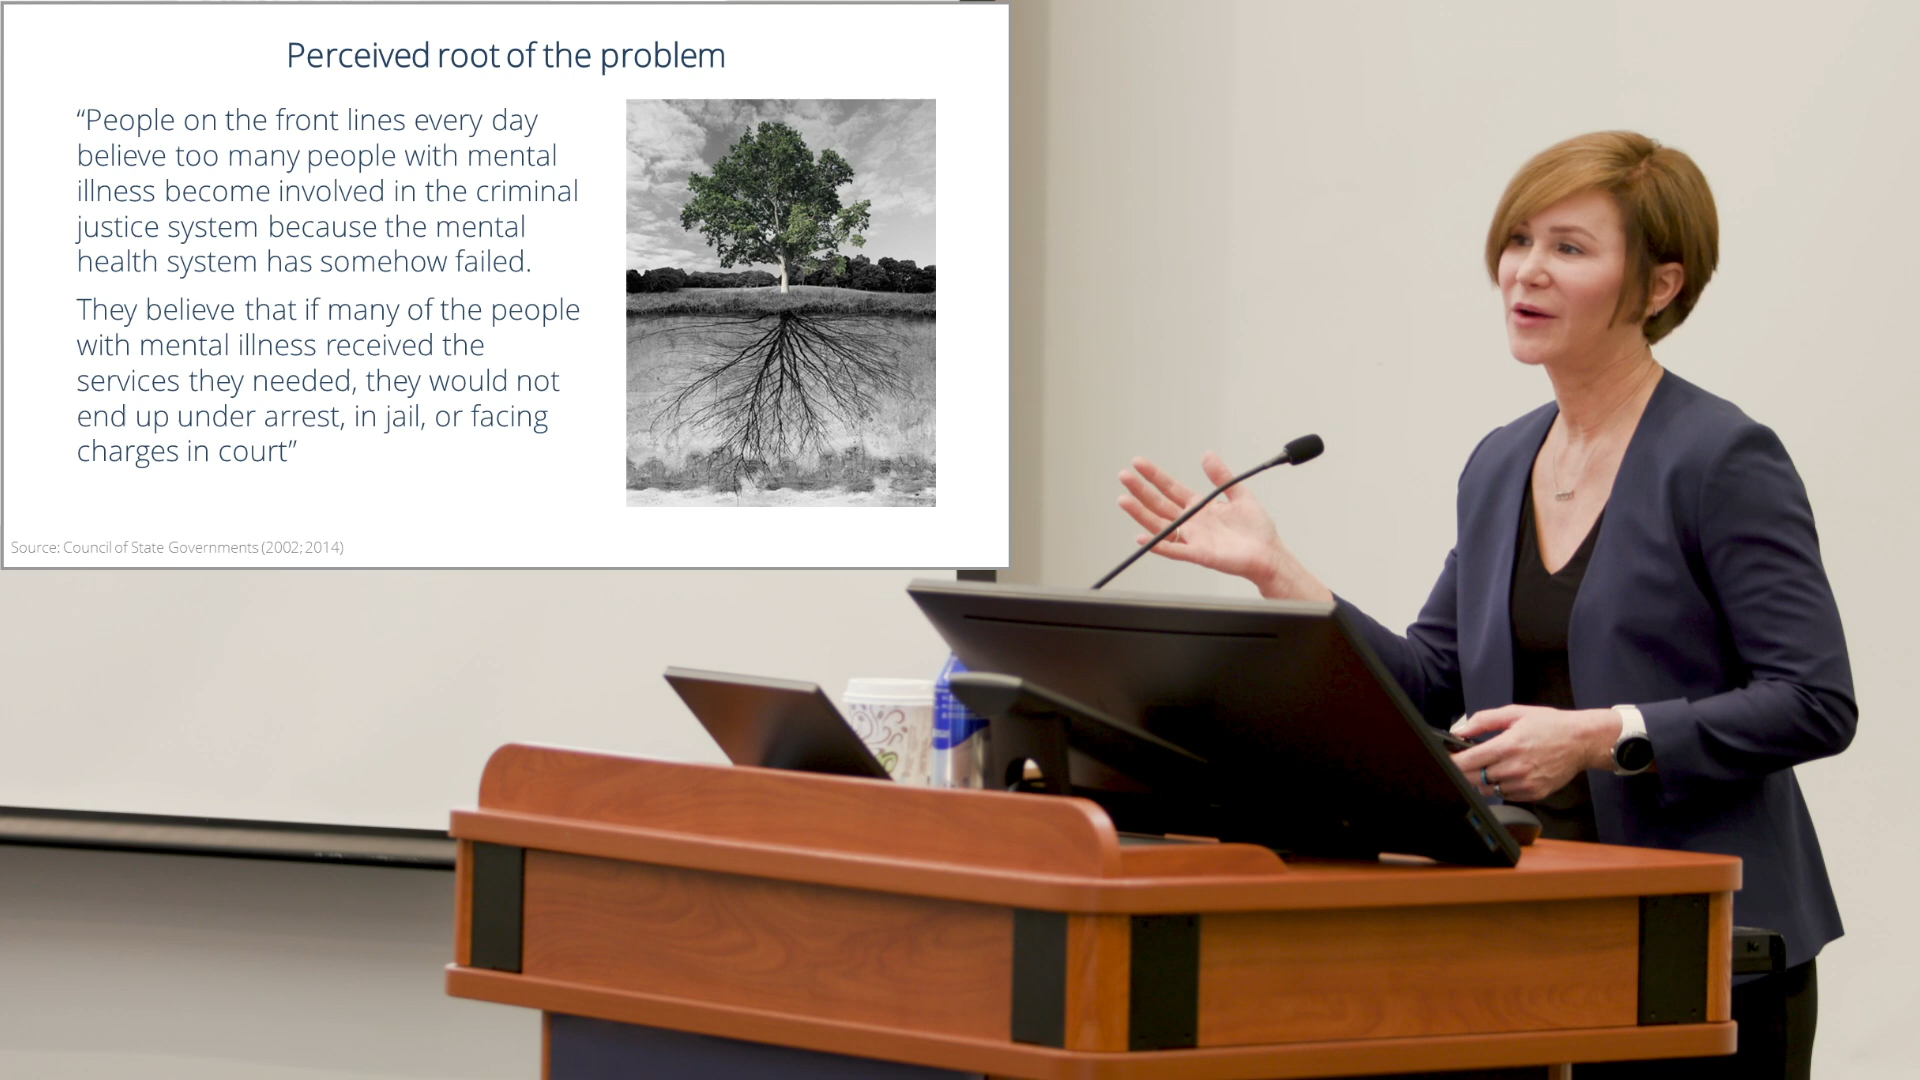 Perceived root of the problem
“People on the front lines every day
believe too many people with mental
illness become involved in the criminal
justice system because the mental
health system has somehow failed.
They believe that if many of the people
with mental illness received the
services they needed, they would not
end up under arrest, in jail, or facing
charges in court”
Source: Council of State Governments (2002; 2014)